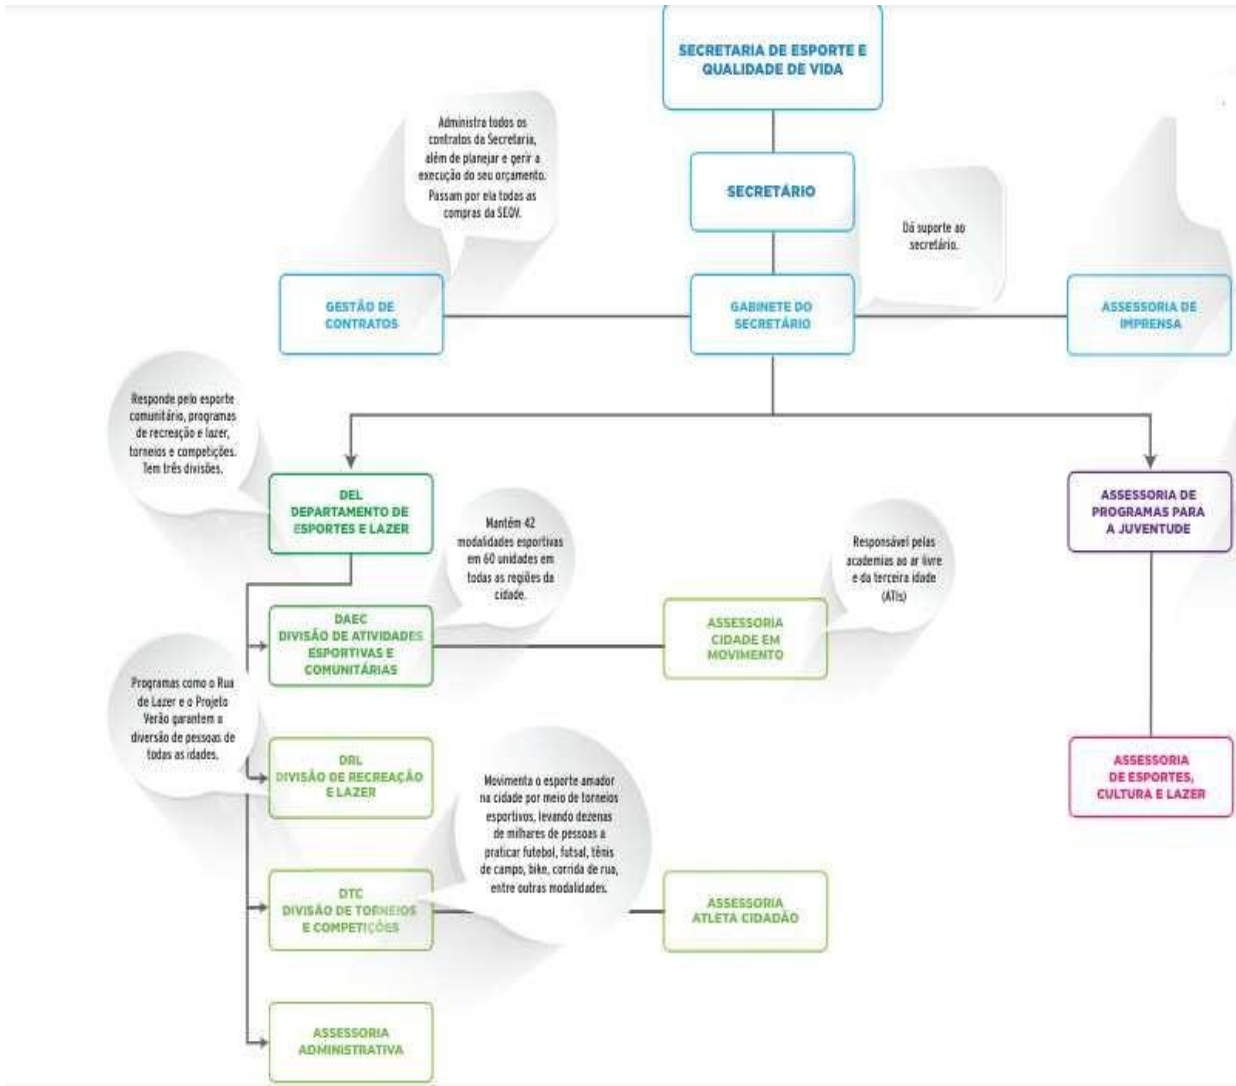 SECRETARIA DE ESPORTE E
QUALIDADE DE VIDA
Administra todos os
contratos da Secretaria,
além de planejar e gerir a
execução do seu orçamento.
Passam por ela todas as
compras da SEQV.
SECRETÁRIO
Dá suporte ao
secretário.
GESTÃO DE
CONTRATOS
GABINETE DO
SECRETÁRIO
ASSESSORIA DE
IMPRENSA
Responde pelo esporte
comunitário, programas
de recreação e lazer,
torneios e competições.
Tem três divisões.
DEL
DEPARTAMENTO DE
ESPORTES E LAZER
ASSESSORIA DE
PROGRAMAS PARA
A JUVENTUDE
Mantém 42
modalidades esportivas
em 60 unidades em
todas as regiões da
cidade.
Responsável pelas
academias ao ar livre
e da terceira idade
(ATIs)
DAEC
DIVISÃO DE ATIVIDADES
ESPORTIVAS E
COMUNITÁRIAS
ASSESSORIA
CIDADE EM
MOVIMENTO
Programas como o Rua
de Lazer e o Projeto
Verão garantem a
diversão de pessoas de
todas as idades.
DRL
DIVISÃO DE RECREAÇÃO
E LAZER
ASSESSORIA
DE ESPORTES,
CULTURA E LAZER
Movimenta o esporte amador
na cidade por meio de torneios
esportivos, levando dezenas
de milhares de pessoas a
praticar futebol, futsal, tênis
de campo, bike, corrida de rua,
entre outras modalidades.
DTC
DIVISÃO DE TORNEIOS
E COMPETIÇÕES
ASSESSORIA
ATLETA CIDADÃO
ASSESSORIA
ADMINISTRATIVA